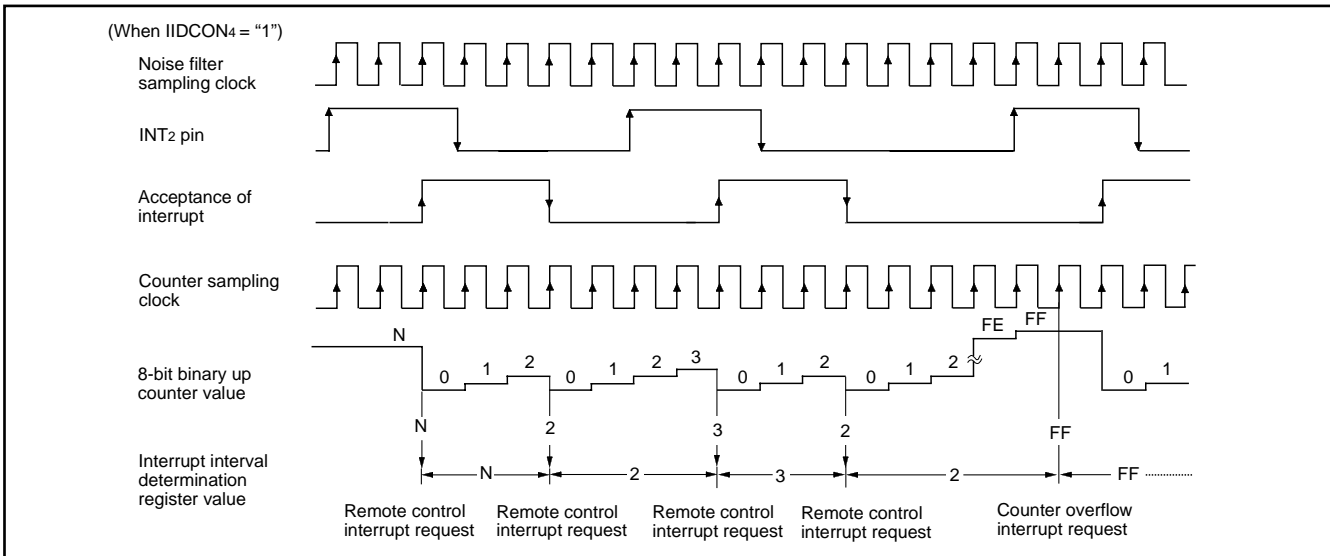 (When IIDCON4 = “1”)
Noise filter
sampling clock
INT2 pin
Acceptance of
interrupt
Counter sampling
clock
8-bit binary up
counter value
N
0
1
2
0
1
2
3
0
1
2
0
1
2
FE
FF
0
1
N
2
3
2
FF
Interrupt interval
determination
register value
N
2
3
2
FF
Remote control
interrupt request
Remote control
interrupt request
Remote control
interrupt request
Remote control
interrupt request
Counter overflow
interrupt request